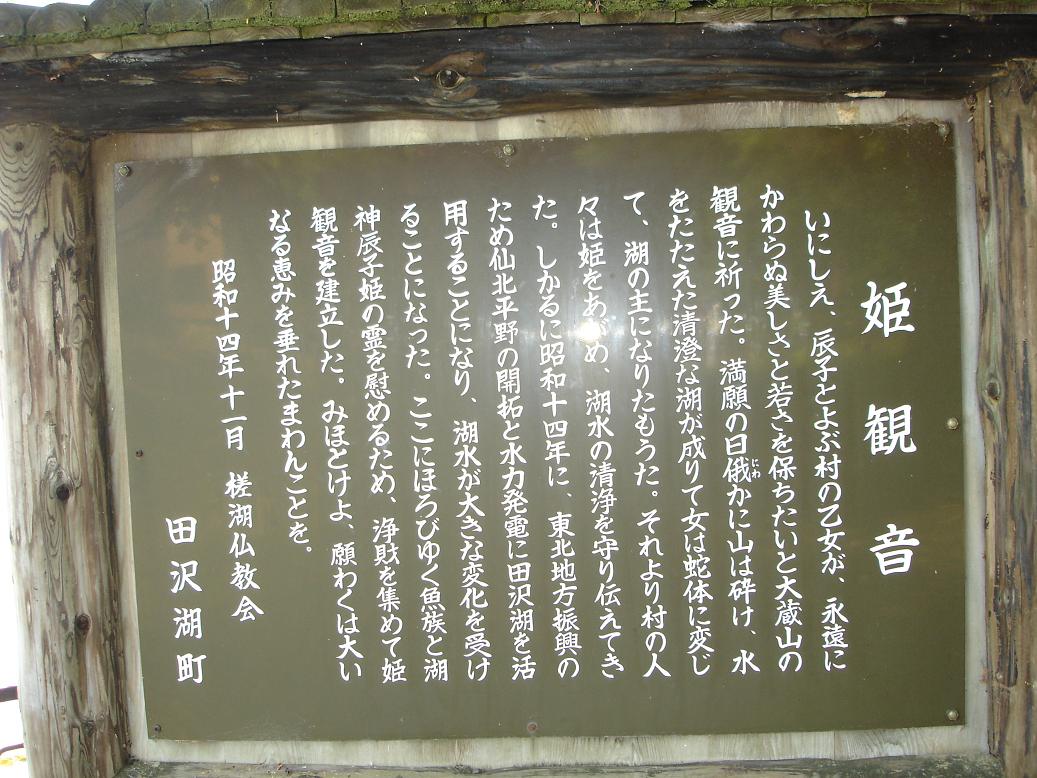 姫観音
いにしえ、辰子とよぶ村の乙女が、永遠に
かわらぬ美しさと若さを保ちたいと大蔵山の
観音に祈った。満願の日俄かに山は砕け、水
をたたえた清澄な湖が成りて女は蛇体に変じ
て、湖の主になりたもうた。それより村の人
々は姫をあがめ、湖水の清浄を守り伝えてき
た。しかるに昭和十四年に、東北地方振興の
ため仙北平野の開拓と水力発電に田沢湖を活
用することになり、湖水が大きな変化を受け
ることになった。ここにほろびゆく魚族と湖
神辰子姫の霊を慰めるため、浄財を集めて姫
観音を建立した。みほとけよ、願わくは大い
なる恵みを垂れたまわんことを。
昭和十四年十一月 槎湖仏教会
田沢湖町